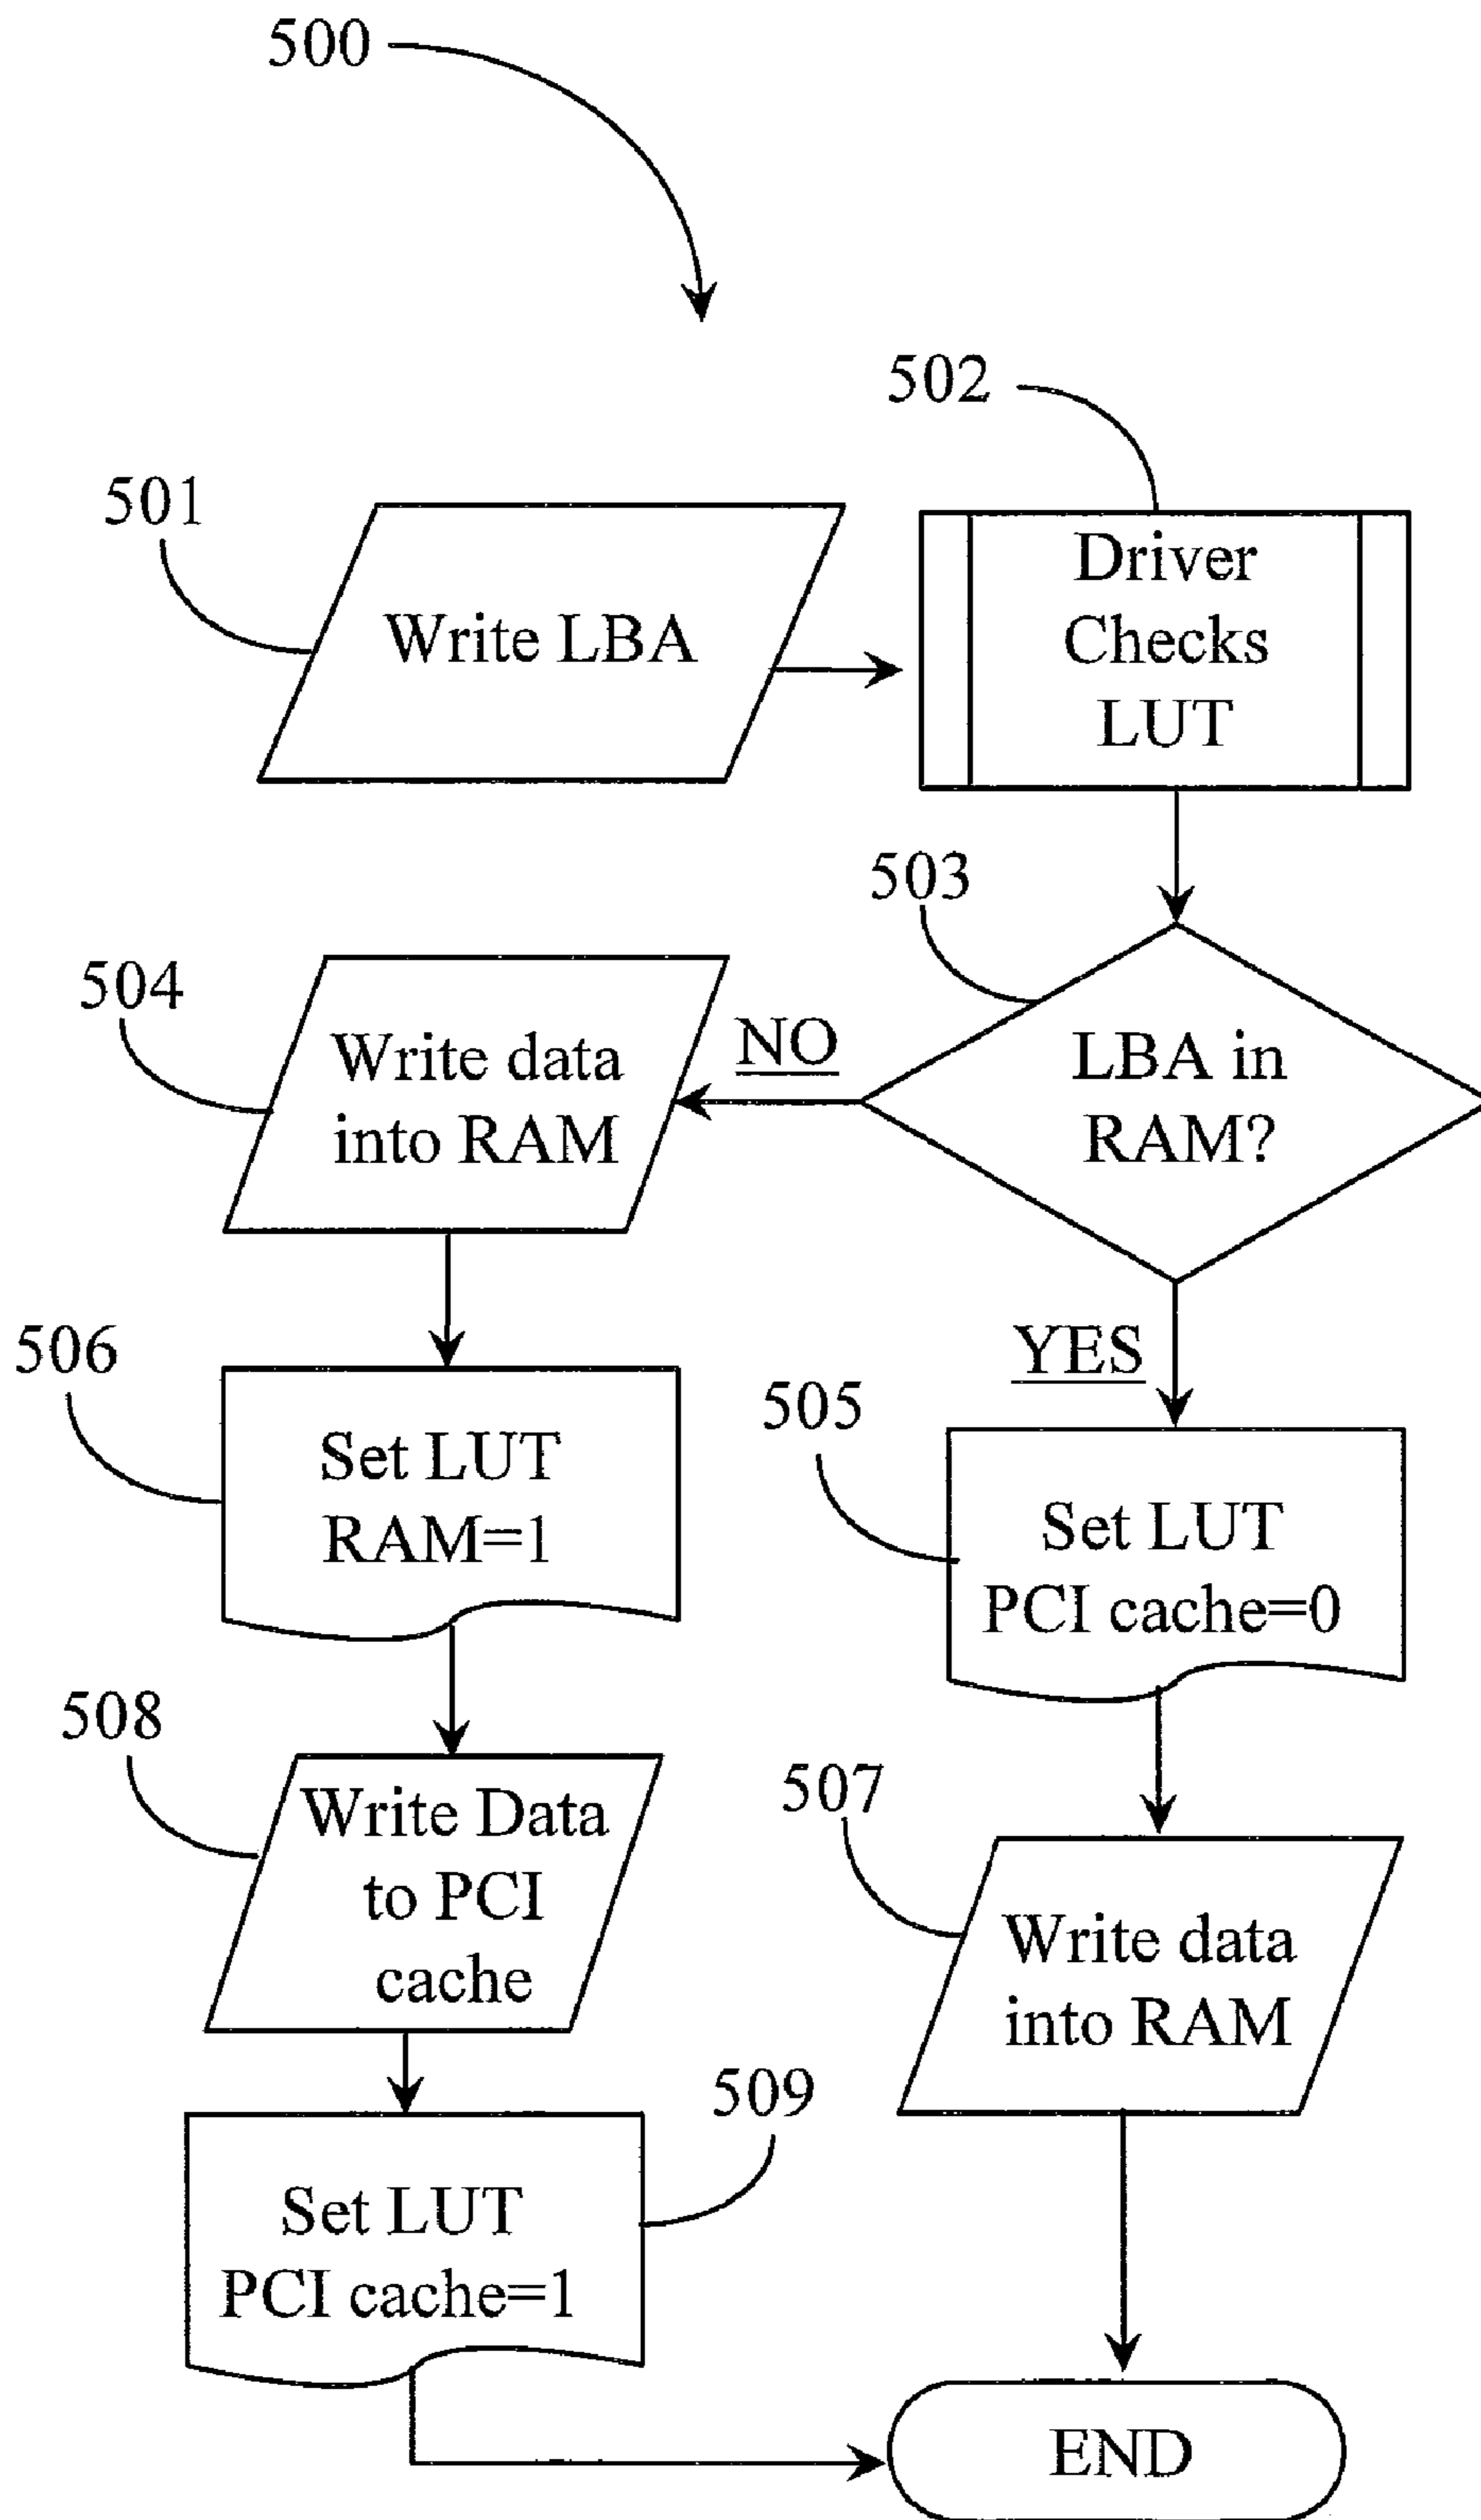 500
502
501
Driver
Checks
LUT
Write LBA
503
504
NO
LBA in
RAM?
Write data
into RAM
506
YES
505
Set LUT
RAM=1
Set LUT
PCI cache=0
508
507
Write Data
to PCI
cache
Write data
into RAM
509
Set LUT
PCI cache=1
END